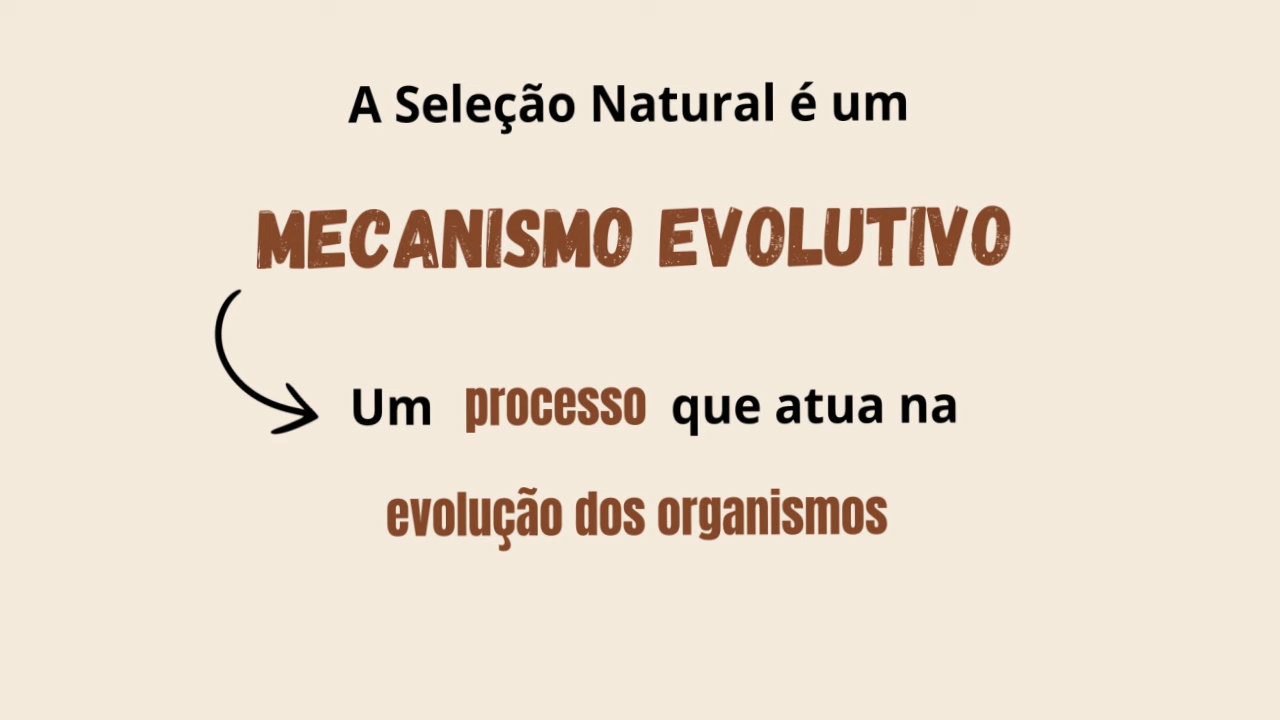 A Seleção Natural é um
MECANISMO EVOLUTIVO
Um processo que atua na
evolução dos organismos